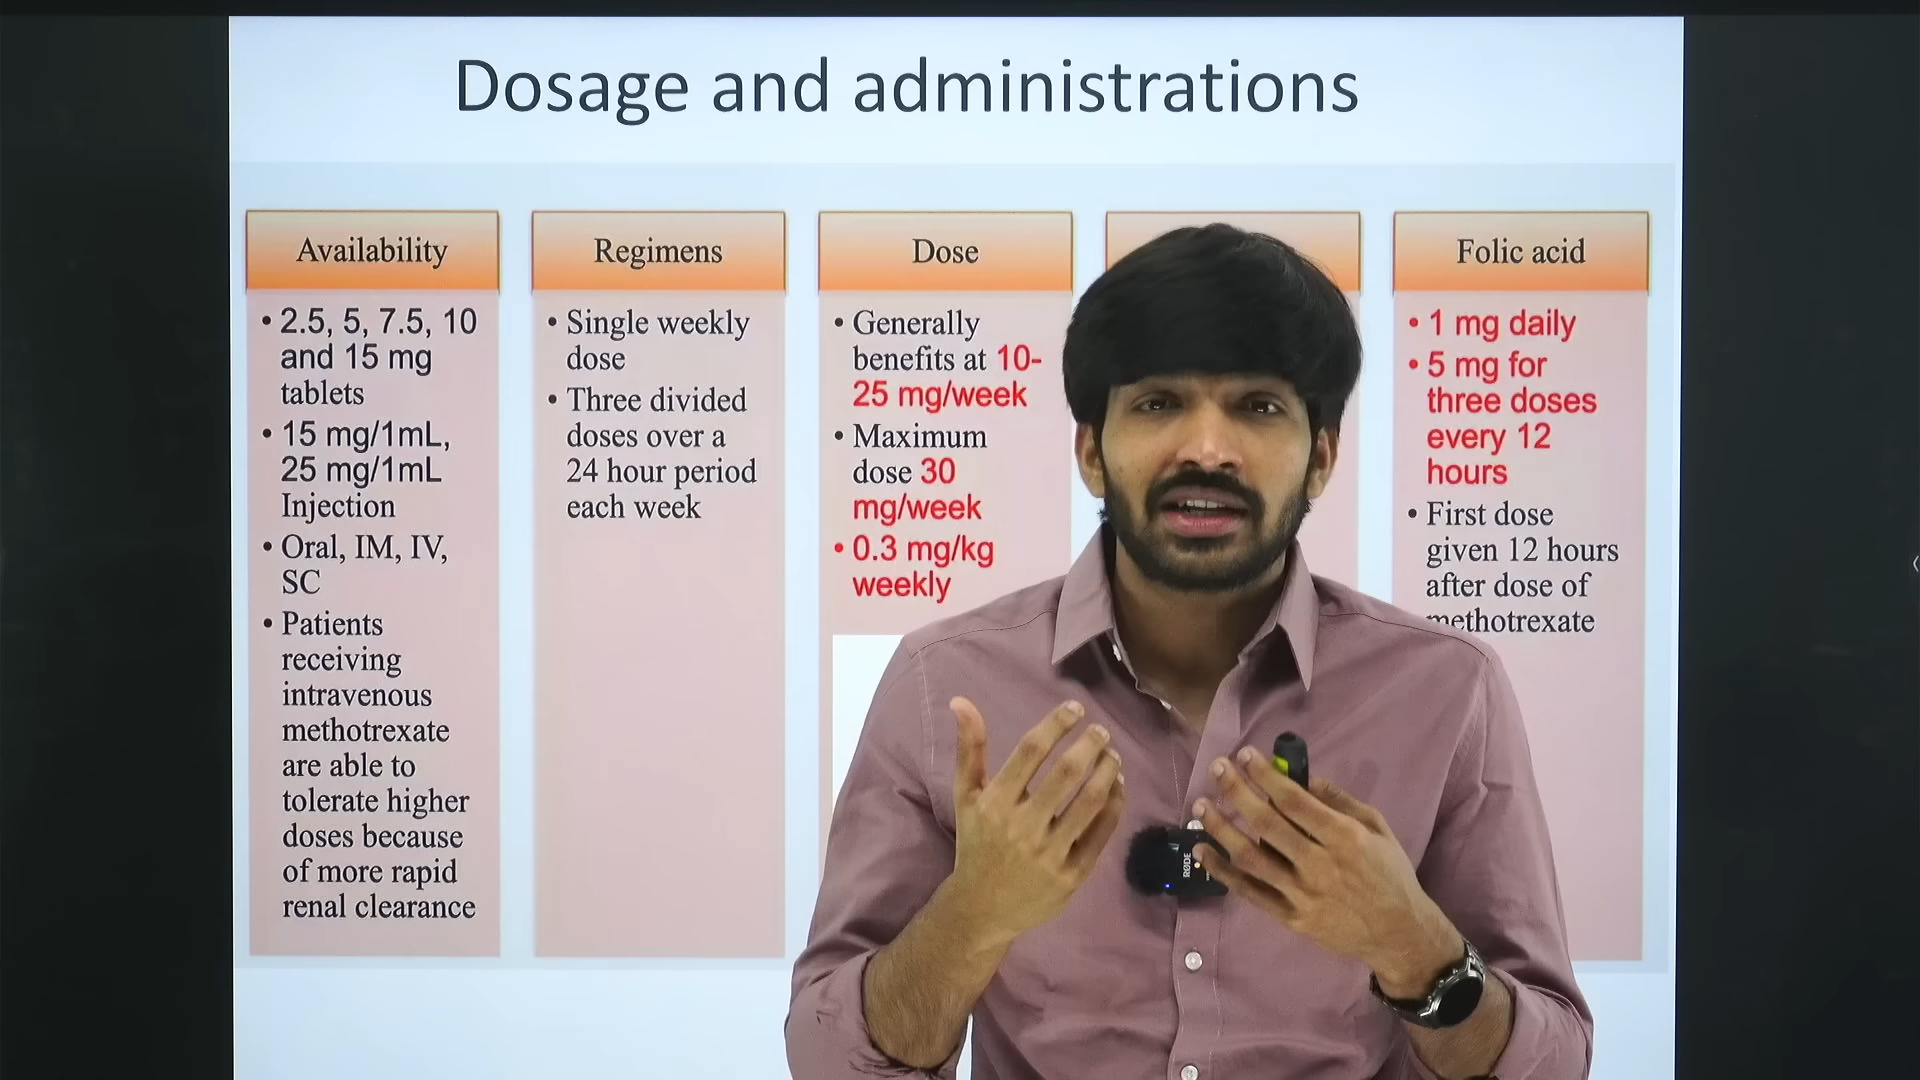 Dosage and administrations
Availability
• 2.5, 5, 7.5, 10
and 15 mg
tablets
• 15 mg/1mL,
25 mg/1mL
Injection
• Oral, IM, IV,
SC
• Patients
receiving
intravenous
methotrexate
are able to
tolerate higher
doses because
of more rapid
renal clearance
Regimens
• Single weekly
dose
• Three divided
doses over a
24 hour period
each week
Dose
• Generally
benefits at 10-
25 mg/week
• Maximum
dose 30
mg/week
• 0.3 mg/kg
weekly
Folic acid
• 1 mg daily
• 5 mg for
three doses
every 12
hours
• First dose
given 12 hours
after dose of
methotrexate
RØDE